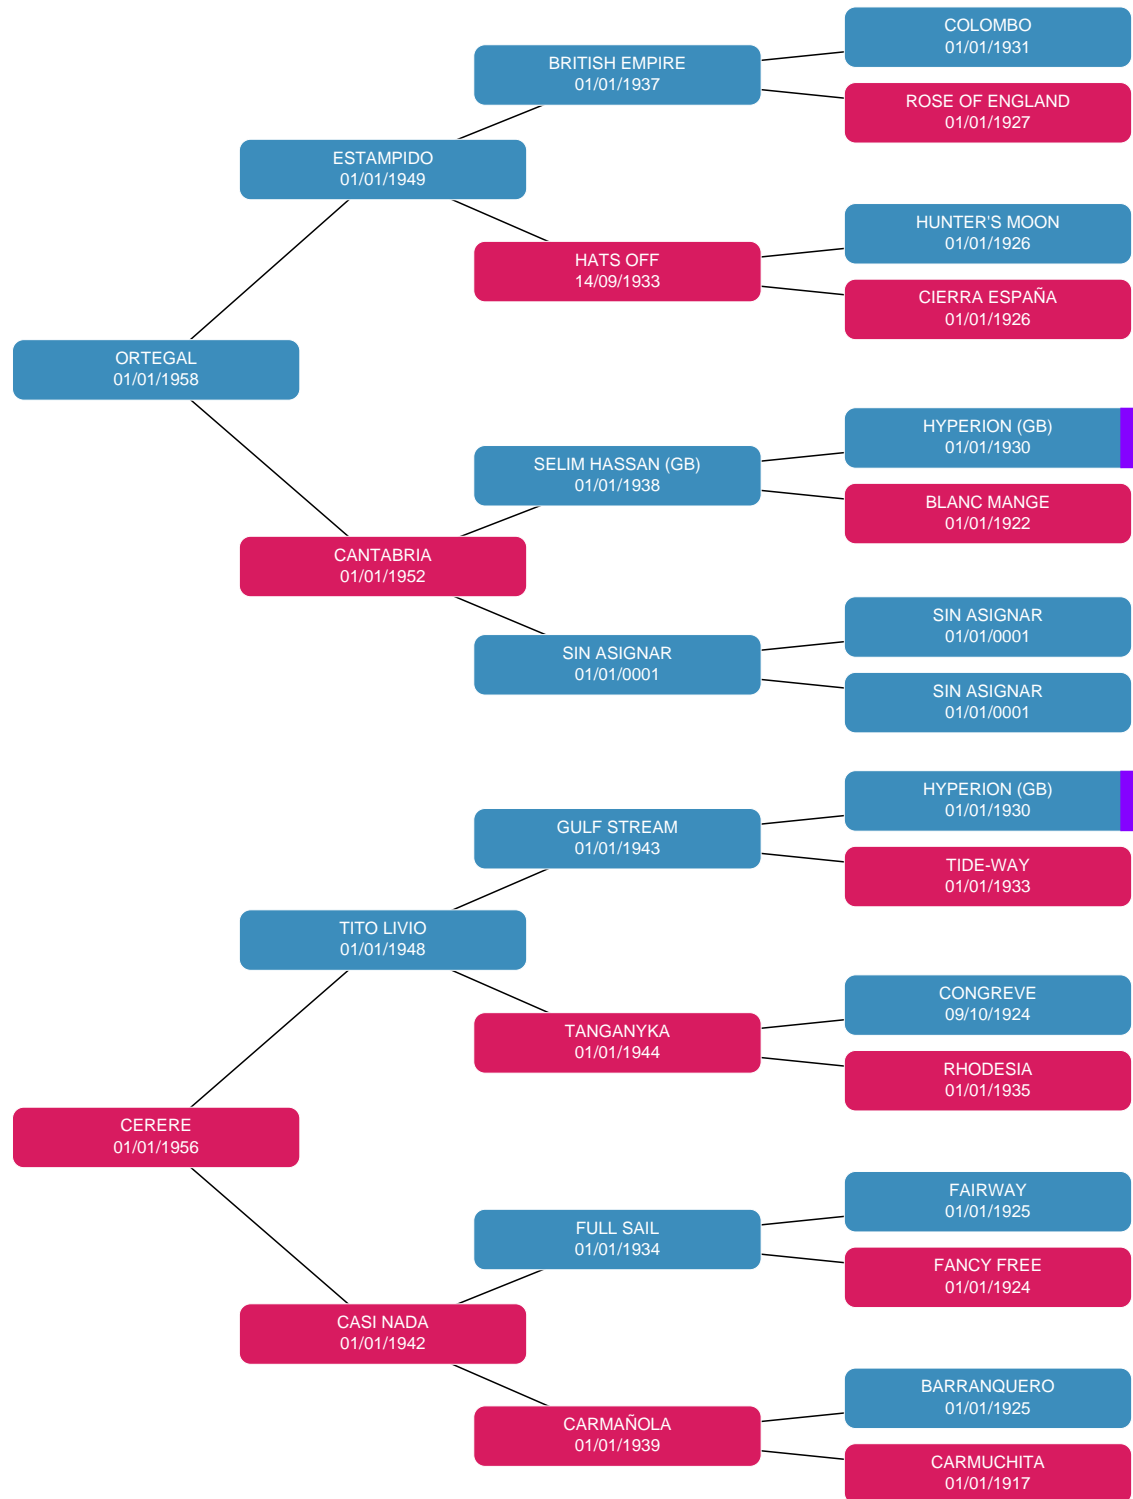 COLOMBO
01/01/1931
BRITISH EMPIRE
01/01/1937
ROSE OF ENGLAND
01/01/1927
ESTAMPIDO
01/01/1949
HUNTER'S MOON
01/01/1926
HATS OFF
14/09/1933
CIERRA ESPAÑA
01/01/1926
ORTEGAL
01/01/1958
HYPERION (GB)
01/01/1930
SELIM HASSAN (GB)
01/01/1938
BLANC MANGE
01/01/1922
CANTABRIA
01/01/1952
SIN ASIGNAR
01/01/0001
SIN ASIGNAR
01/01/0001
SIN ASIGNAR
01/01/0001
HYPERION (GB)
01/01/1930
GULF STREAM
01/01/1943
TIDE-WAY
01/01/1933
TITO LIVIO
01/01/1948
CONGREVE
09/10/1924
TANGANYKA
01/01/1944
RHODESIA
01/01/1935
CERERE
01/01/1956
FAIRWAY
01/01/1925
FULL SAIL
01/01/1934
FANCY FREE
01/01/1924
CASI NADA
01/01/1942
BARRANQUERO
01/01/1925
CARMAÑOLA
01/01/1939
CARMUCHITA
01/01/1917